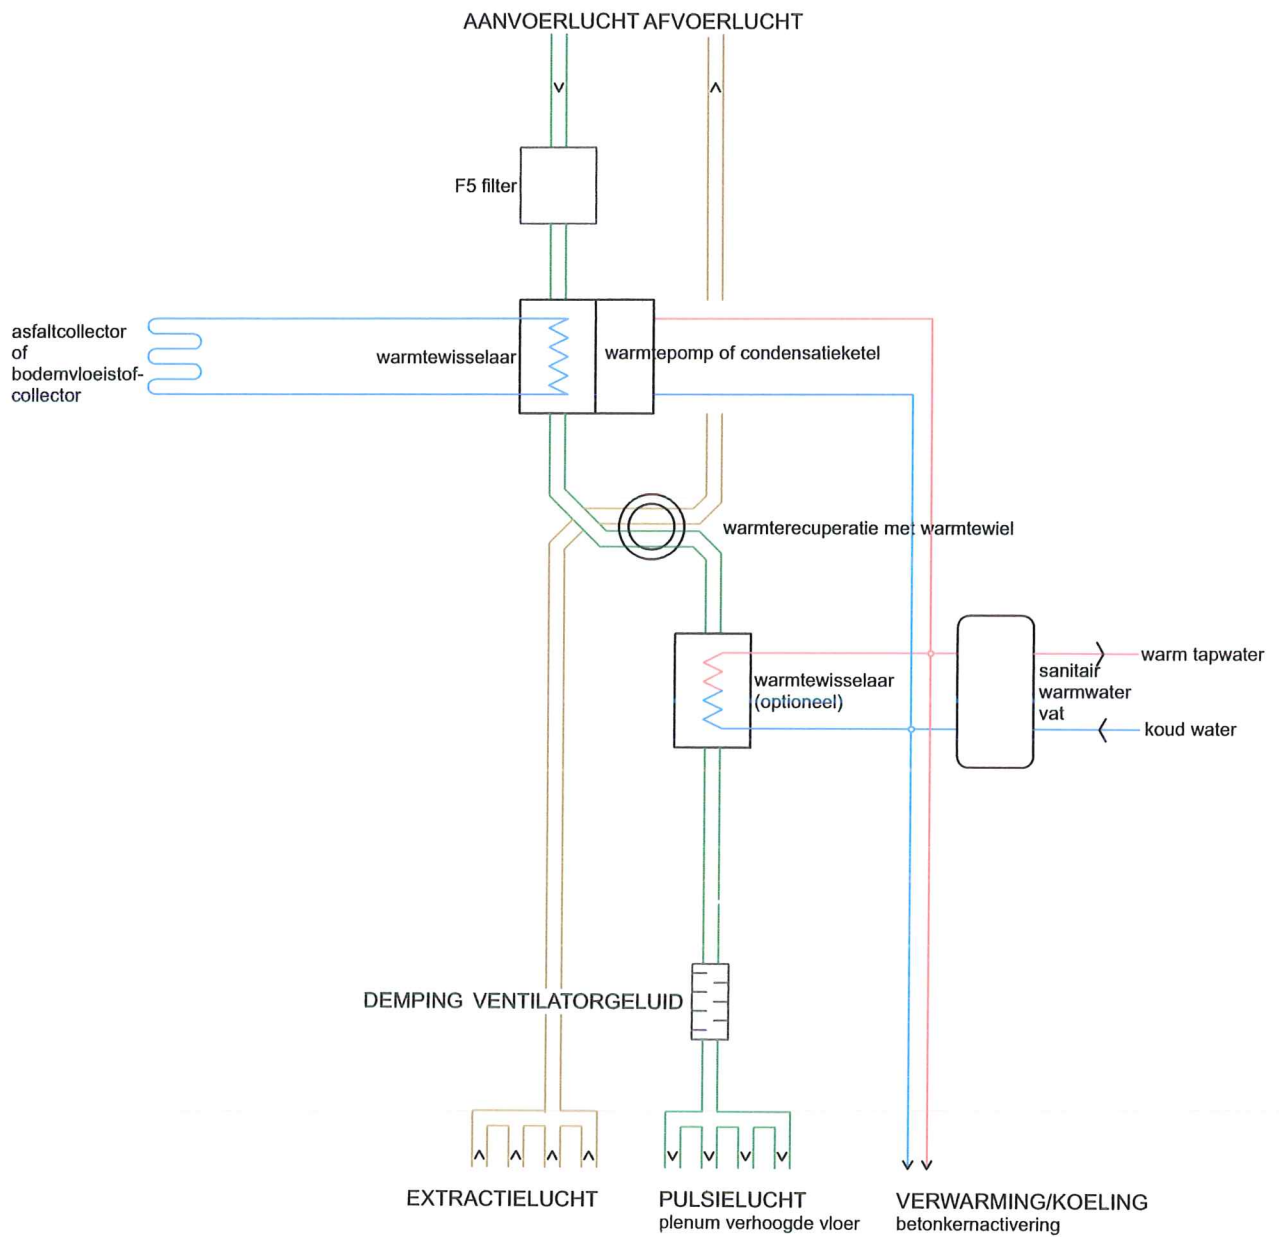 AANVOERLUCHT AFVOERLUCHT
F5 filter
asfaltcollector
of
bodemvloeistof-
collector
warmtewisselaar
warmtepomp of condensatieketel
warmterecuperatie met warmtewiel
warmtewisselaar
(optioneel)
sanitair
warmwater
vat
warm tapwater
koud water
DEMPING VENTILATORGELUID
EXTRACTIELUCHT
PULSIELUCHT
plenum verhoogde vloer
VERWARMING/KOELING
betonkernactivering